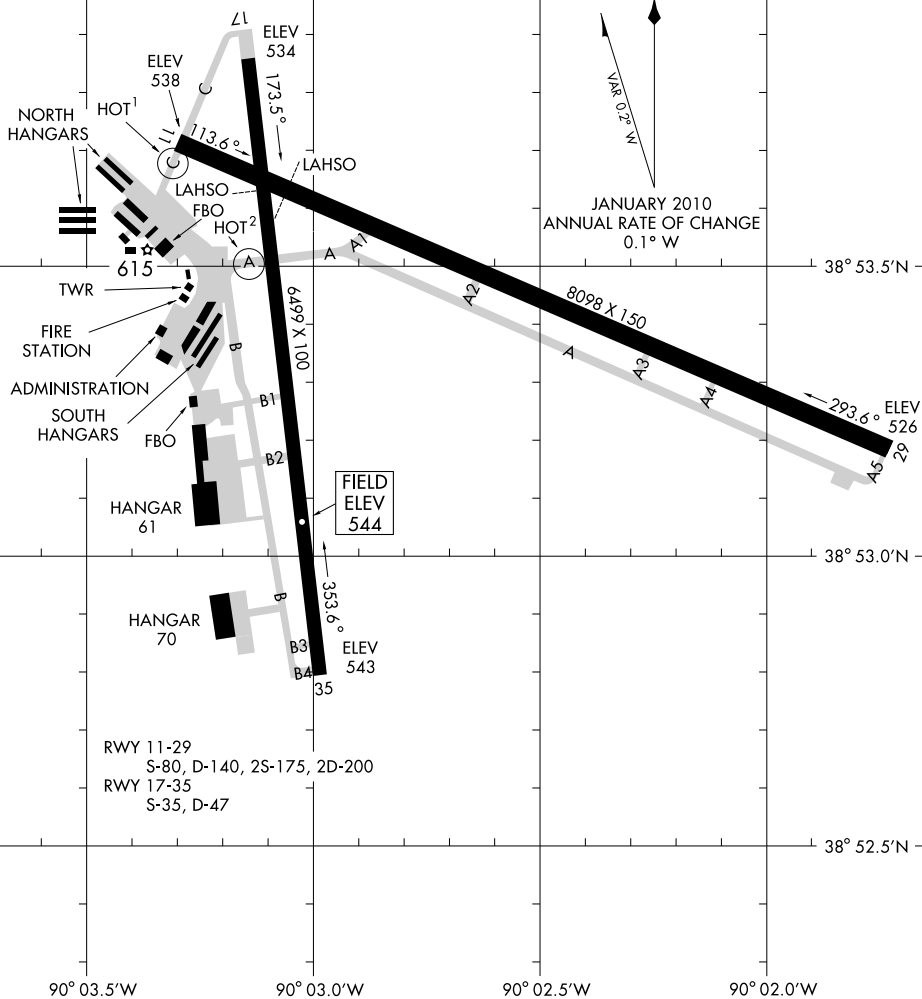 17
ELEV
534
ELEV
538
C
173.5°
VAR 0.2° W
HOT1
NORTH
HANGARS
11
113.6°
C
LAHSO
LAHSO
FBO
HOT2
JANUARY 2010
ANNUAL RATE OF CHANGE
0.1° W
A
A
A1
615
38° 53.5'N
TWR
A2
6499 X 100
8098 X 150
FIRE
STATION
B
A
A3
ADMINISTRATION
A4
SOUTH
HANGARS
B1
293.6°
ELEV
526
29
FBO
B2
A5
FIELD
ELEV
544
HANGAR
61
38° 53.0'N
B
353.6°
HANGAR
70
B3
ELEV
543
B4
35
RWY 11-29
S-80, D-140, 2S-175, 2D-200
RWY 17-35
S-35, D-47
38° 52.5'N
90° 03.5'W
90° 03.0'W
90° 02.5'W
90° 02.0'W